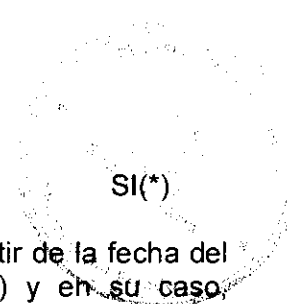 SI(*)
tir de la fecha del
) y en su caso,